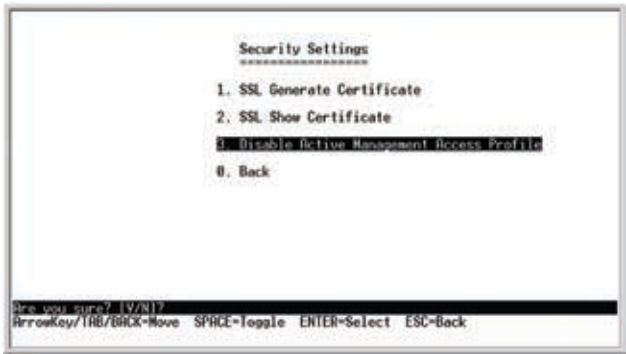 Security Settings
=================
1. SSL Generate Certificate
2. SSL Show Certificate
3. Disable Active Management Access Profile
0. Back
Are you sure? [Y/N]?
ArrowKey/TAB/BACK=Move SPACE=Toggle ENTER=Select ESC=Back